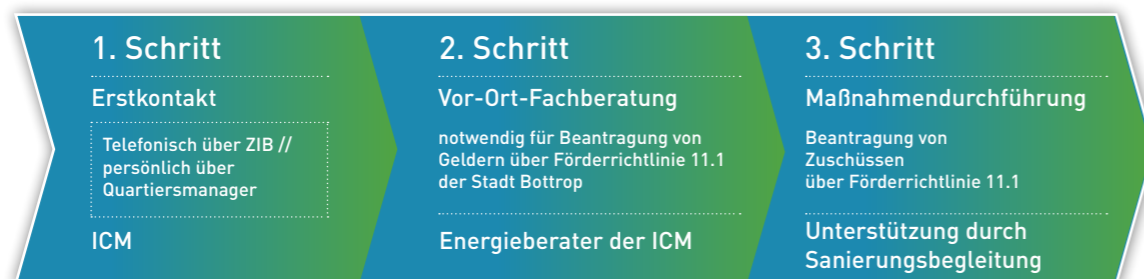 1. Schritt
Erstkontakt
Telefonisch über ZIB //
persönlich über
Quartiersmanager
ICM
2. Schritt
Vor-Ort-Fachberatung
notwendig für Beantragung von
Geldern über Förderrichtlinie 11.1
der Stadt Bottrop
Energieberater der ICM
3. Schritt
Maßnahmendurchführung
Beantragung von
Zuschüssen
über Förderrichtlinie 11.1
Unterstützung durch
Sanierungsbegleitung